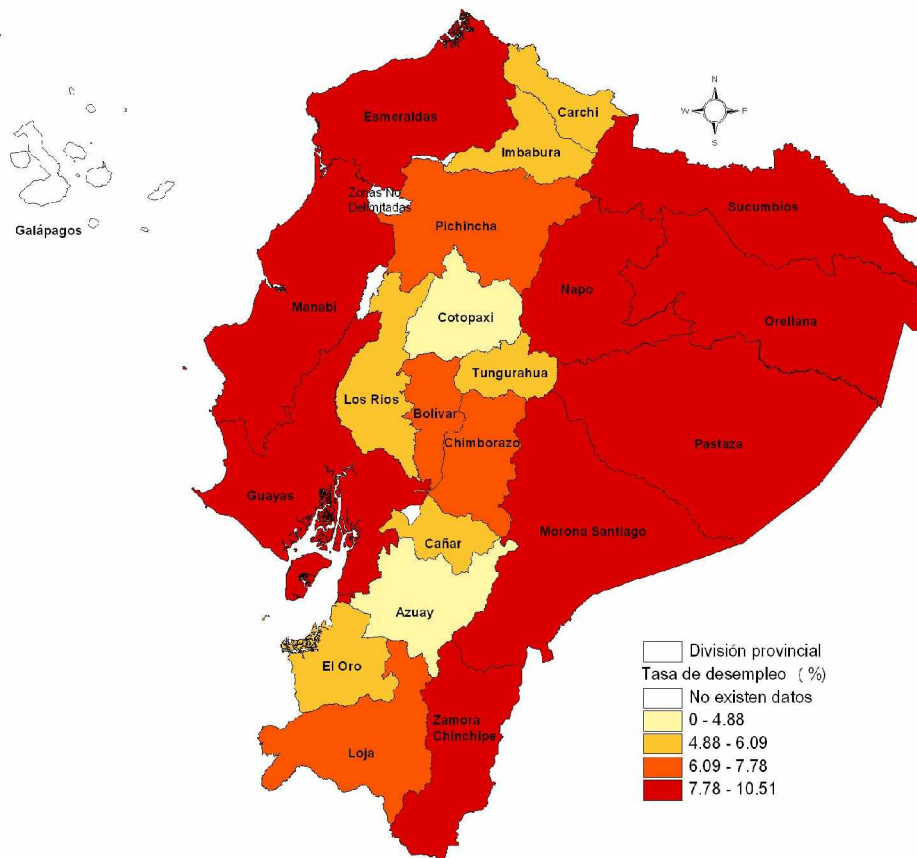 Esmeraldas
Carchi
Imbabura
N
W
S
Zonas No
Delimitadas
Sucumbios
Galápagos
Pichincha
Manabí
Napo
Cotopaxi
Orellana
Tungurahua
Los Rios
Bolívar
Chimborazo
Pastaza
Guayas
Morona Santiago
Cañar
Azuay
El Oro
Zamora
Chinchipe
Loja
División provincial
Tasa de desempleo ( %)
No existen datos
0 - 4.88
4.88 - 6.09
6.09 - 7.78
7.78 - 10.51